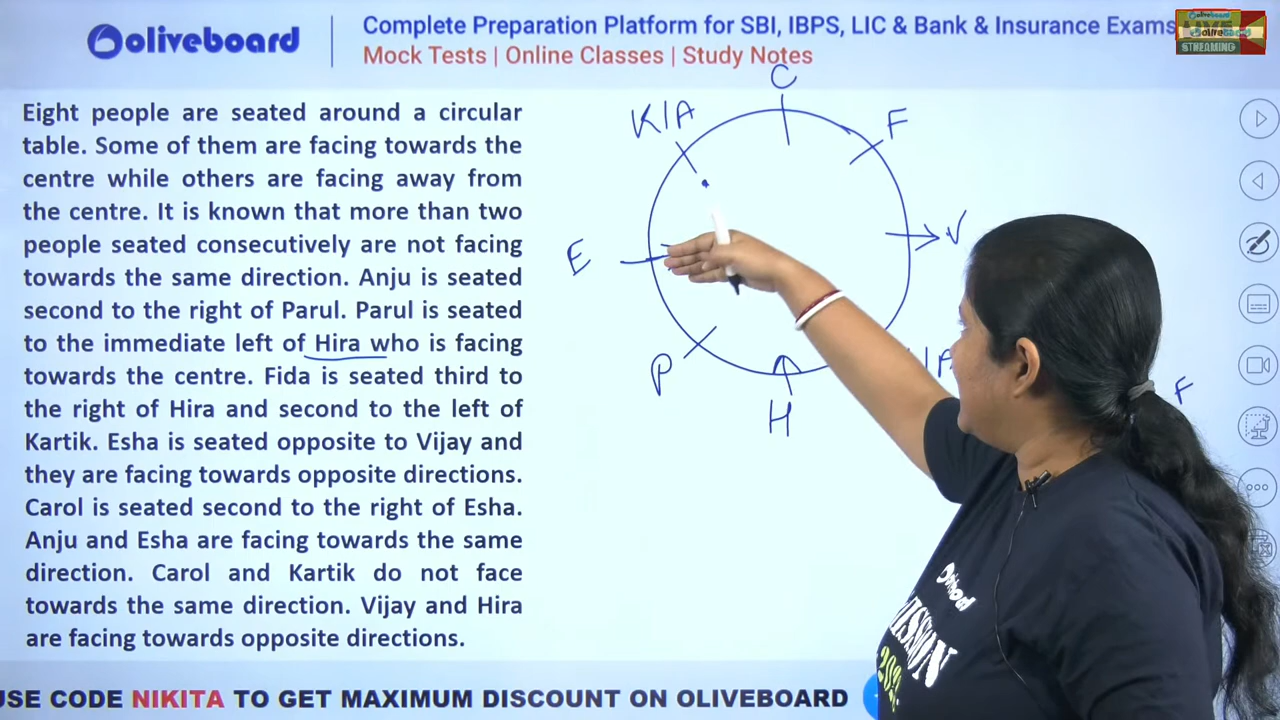 oliveboard
Complete Preparation Platform for SBI, IBPS, LIC & Bank & Insurance Exams
Mock Tests | Online Classes | Study Notes
LIVE
oliveboard
oliveboard
STREAMING
Eight people are seated around a circular
table. Some of them are facing towards the
centre while others are facing away from
the centre. It is known that more than two
people seated consecutively are not facing
towards the same direction. Anju is seated
second to the right of Parul. Parul is seated
to the immediate left of Hira who is facing
towards the centre. Fida is seated third to
the right of Hira and second to the left of
Kartik. Esha is seated opposite to Vijay and
they are facing towards opposite directions.
Carol is seated second to the right of Esha.
Anju and Esha are facing towards the same
direction. Carol and Kartik do not face
towards the same direction. Vijay and Hira
are facing towards opposite directions.
C
K/A
F
E
V
P
H
/A
F
USE CODE NIKITA TO GET MAXIMUM DISCOUNT ON OLIVEBOARD